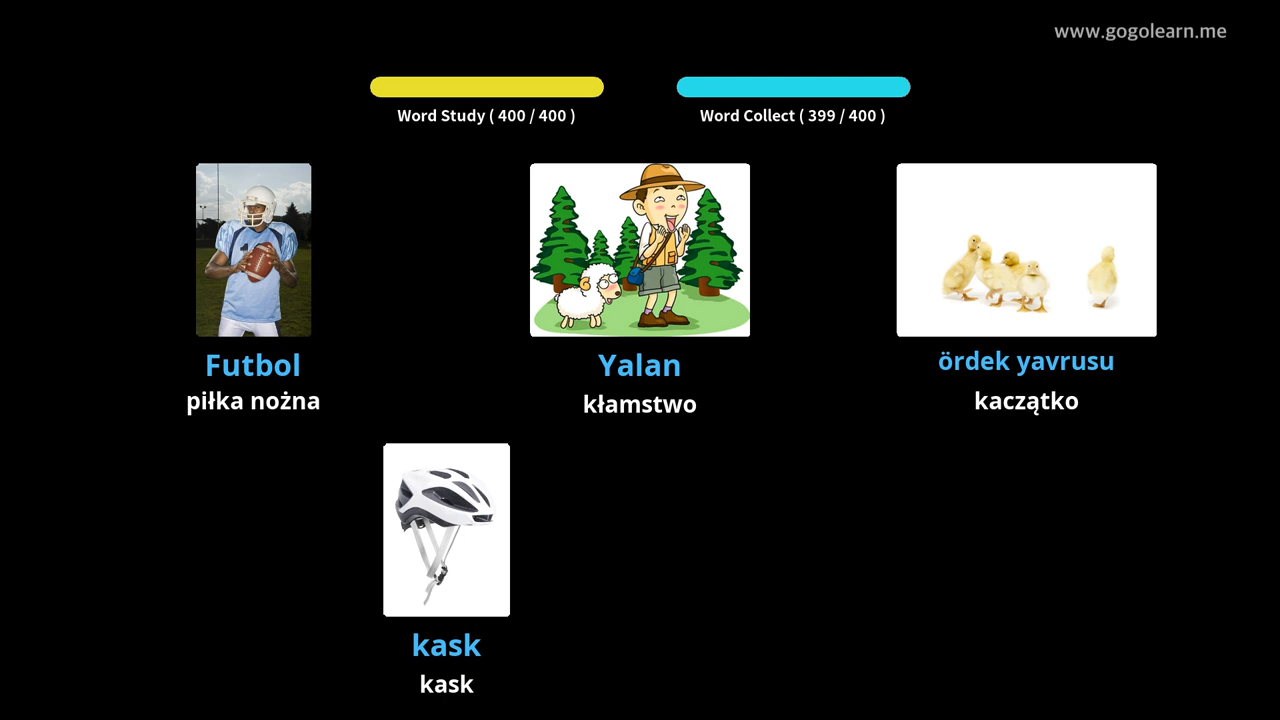 www.gogolearn.me
Word Study ( 400 / 400 )
Word Collect ( 399 / 400 )
Futbol
piłka nożna
Yalan
kłamstwo
ördek yavrusu
kaczątko
kask
kask